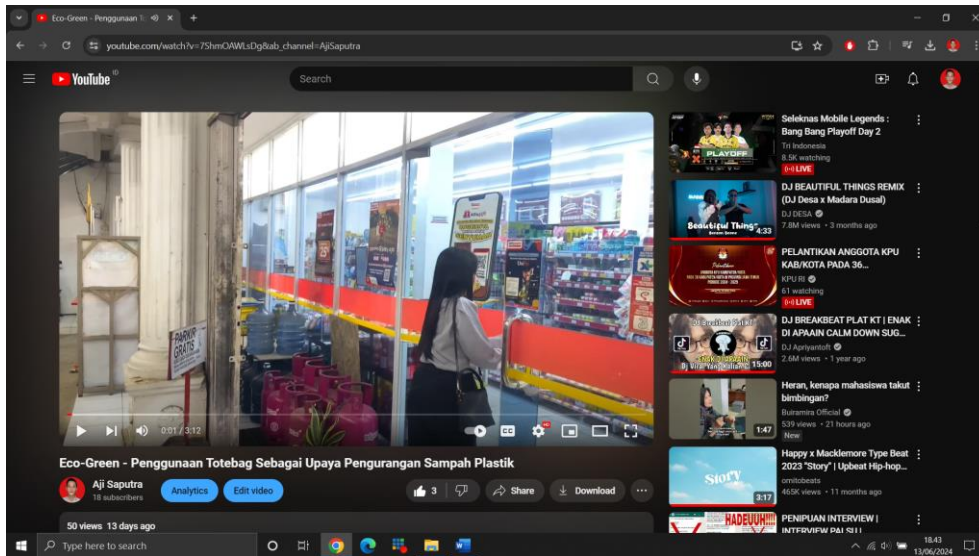 Eco-Green - Penggunaan T
youtube.com/watch?v=7ShmOAWLsDg&ab_channel=AjiSaputra
YouTube ID
Search
PARKIR
GRATIS
0:01 / 3:12
CC
Eco-Green - Penggunaan Totebag Sebagai Upaya Pengurangan Sampah Plastik
Aji Saputra
18 subscribers
Analytics
Edit video
3
Share
Download
50 views 13 days ago
PLAYOFF
Seleknas Mobile Legends :
Bang Bang Playoff Day 2
Tri Indonesia
8.5K watching
LIVE
Beautiful Thing
4:33
DJ BEAUTIFUL THINGS REMIX
(DJ Desa x Madara Dusal)
DJ DESA
7.8M views • 3 months ago
Pelantikan
PELANTIKAN ANGGOTA KPU
KAB/KOTA PADA 36...
KPU RI
61 watching
LIVE
15:00
DJ BREAKBEAT PLAT KT | ENAK
DI APAAIN CALM DOWN SUG...
DJ Apriyantoft
2.6M views • 1 year ago
1:47
Heran, kenapa mahasiswa takut
bimbingan?
Buiramira Official
539 views • 21 hours ago
New
Story
3:17
Happy x Macklemore Type Beat
2023 "Story" | Upbeat Hip-hop...
omitobeats
465K views • 11 months ago
HADEUUH!!!!
PENIPUAN INTERVIEW |
INTERVIEW PALSU |
Type here to search
18.43
13/06/2024